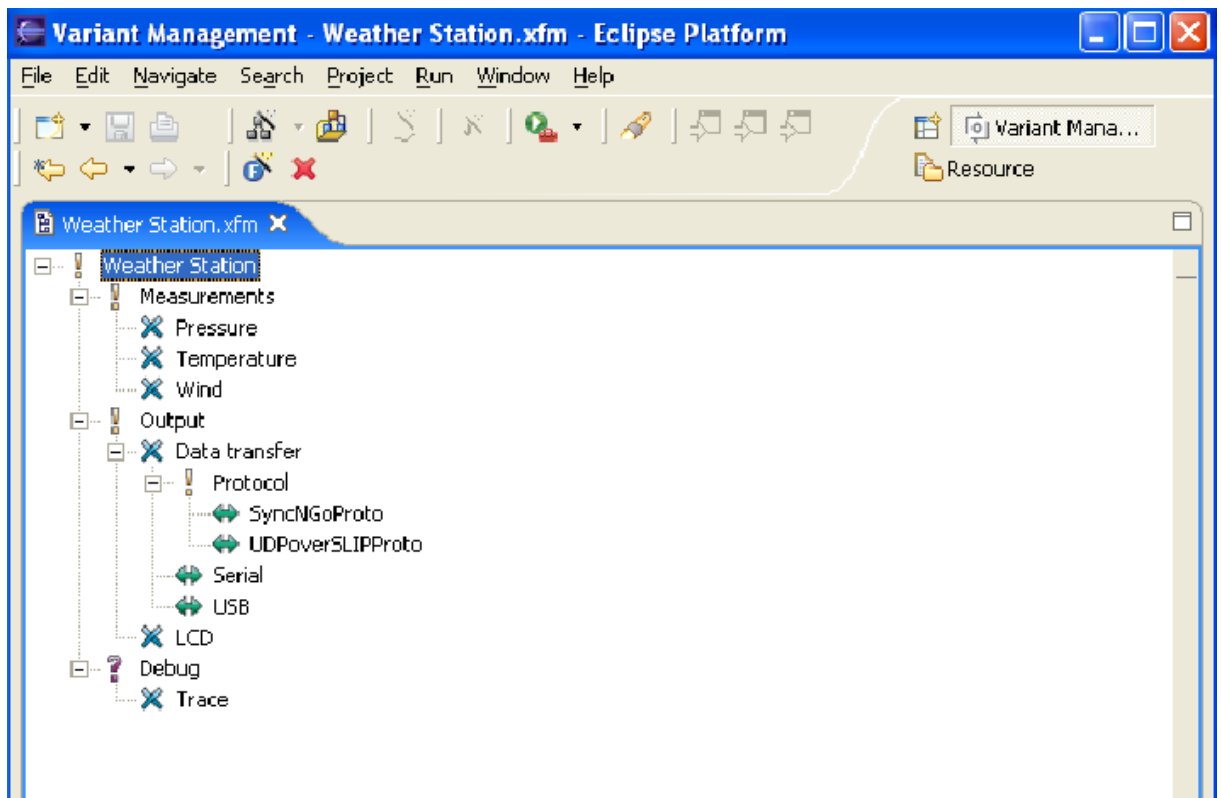 Variant Management - Weather Station.xfm - Eclipse Platform
File Edit Navigate Search Project Run Window Help
Variant Mana...
Resource
Weather Station.xfm
Weather Station
Measurements
Pressure
Temperature
Wind
Output
Data transfer
Protocol
SyncNGoProto
UDPoverSLIPProto
Serial
USB
LCD
Debug
Trace